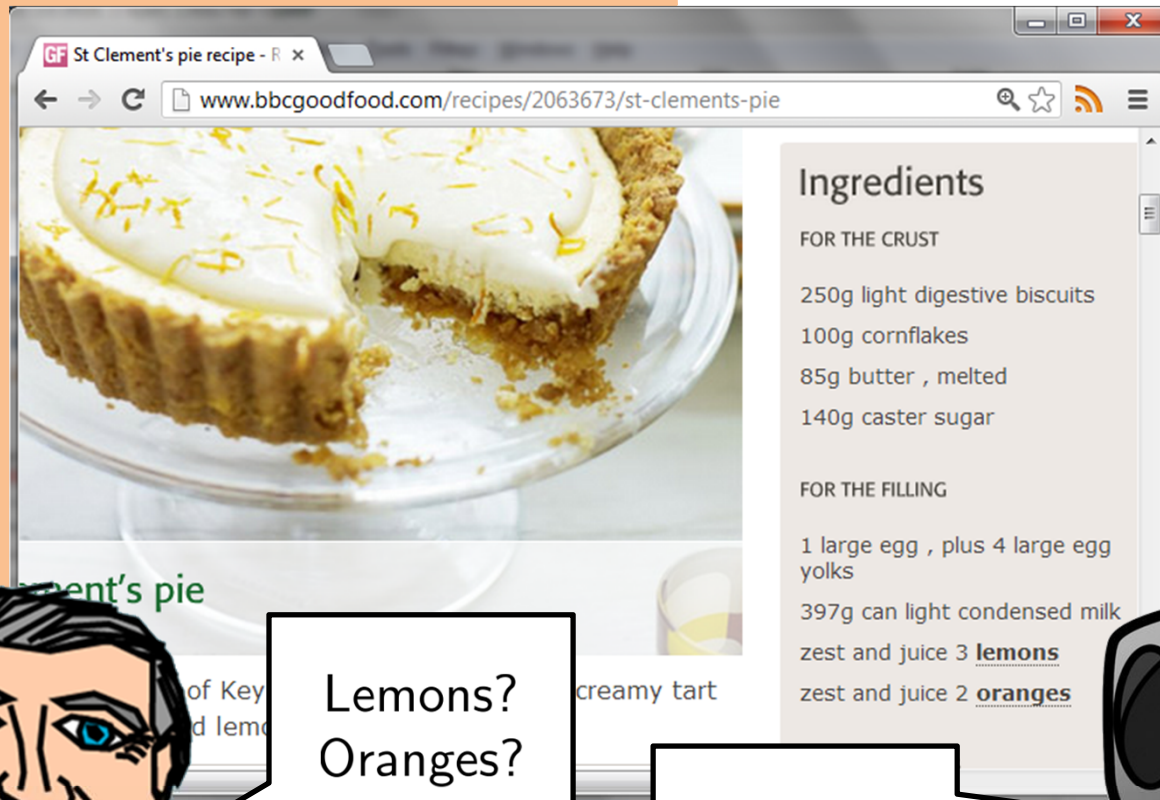 GF St Clement's pie recipe - R
www.bbcgoodfood.com/recipes/2063673/st-clements-pie
Ingredients
FOR THE CRUST
250g light digestive biscuits
100g cornflakes
85g butter , melted
140g caster sugar
FOR THE FILLING
1 large egg , plus 4 large egg
yolks
397g can light condensed milk
zest and juice 3 lemons
zest and juice 2 oranges
ment's pie
of Key creamy tart
d lemo
Lemons?
Oranges?